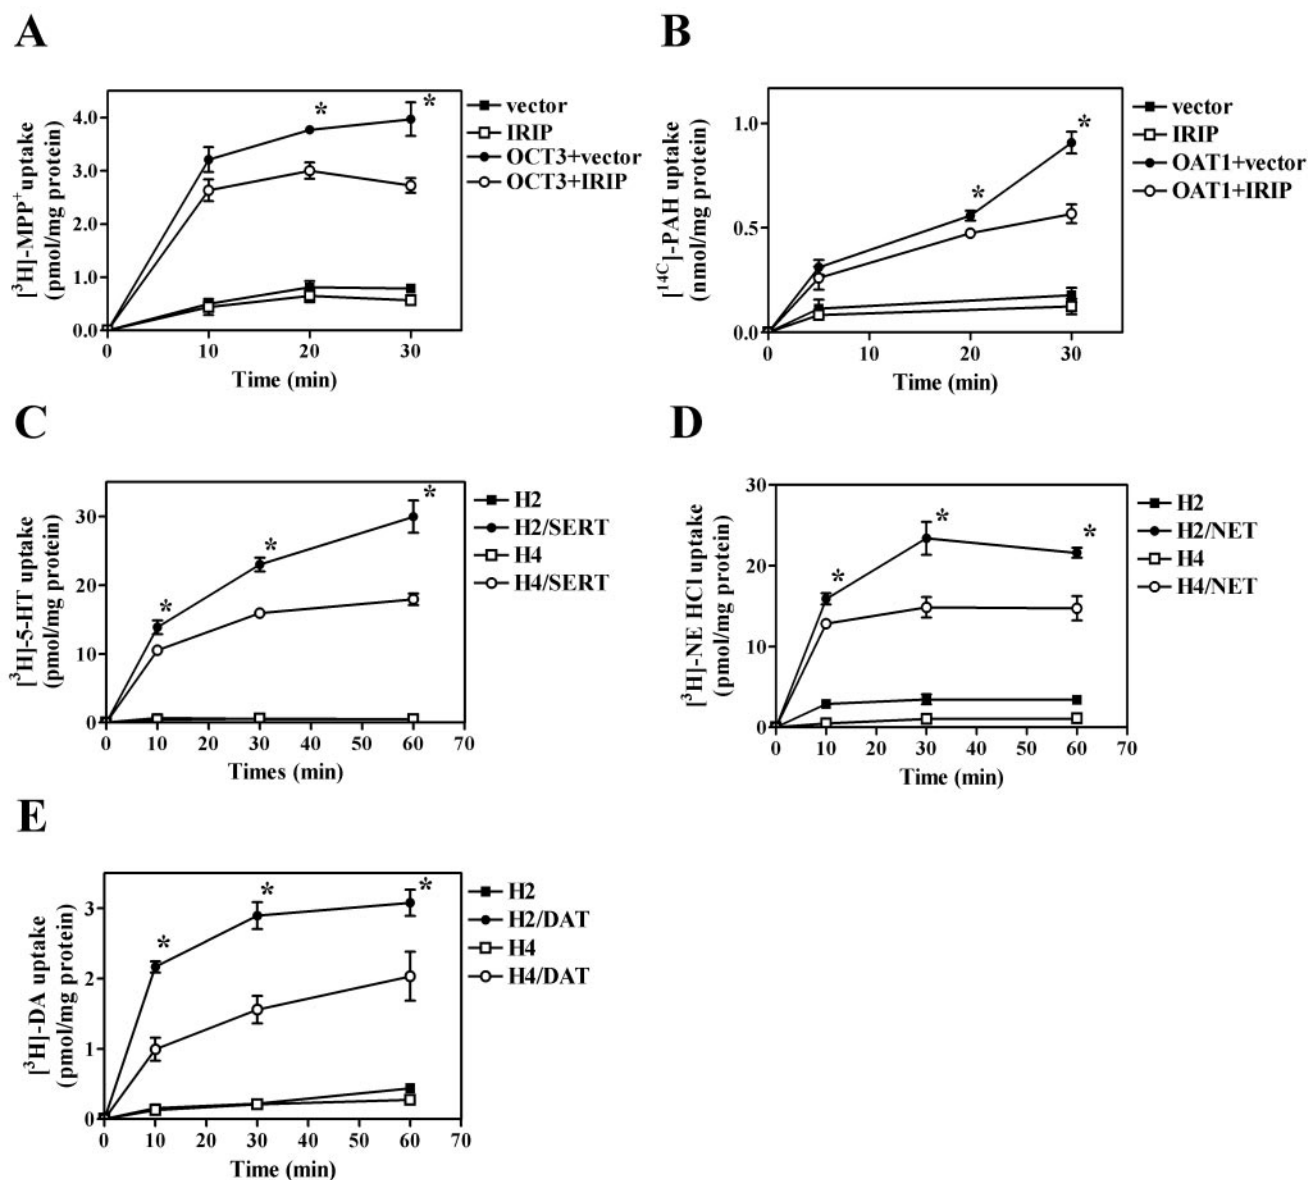 A
[³H]-MPP⁺ uptake
(pmol/mg protein)
4.0
3.0
2.0
1.0
0.0
0 10 20 30
Time (min)
* *
vector
IRIP
OCT3+vector
OCT3+IRIP
B
[¹⁴C]-PAH uptake
(nmol/mg protein)
1.0
0.5
0.0
0 10 20 30
Time (min)
* *
vector
IRIP
OAT1+vector
OAT1+IRIP
C
[³H]-5-HT uptake
(pmol/mg protein)
30
20
10
0
0 10 20 30 40 50 60 70
Times (min)
* * *
H2
H2/SERT
H4
H4/SERT
D
[³H]-NE HCl uptake
(pmol/mg protein)
30
20
10
0
0 10 20 30 40 50 60 70
Time (min)
* * *
H2
H2/NET
H4
H4/NET
E
[³H]-DA uptake
(pmol/mg protein)
3
2
1
0
0 10 20 30 40 50 60 70
Time (min)
* * *
H2
H2/DAT
H4
H4/DAT